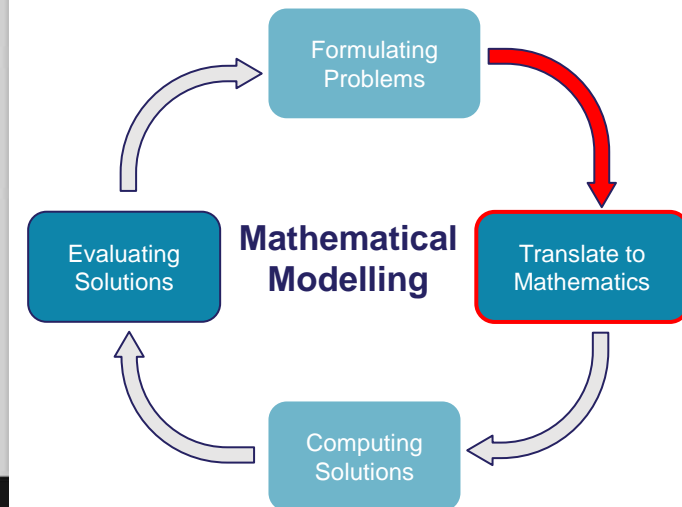 Formulating
Problems
Mathematical
Modelling
Evaluating
Solutions
Translate to
Mathematics
Computing
Solutions